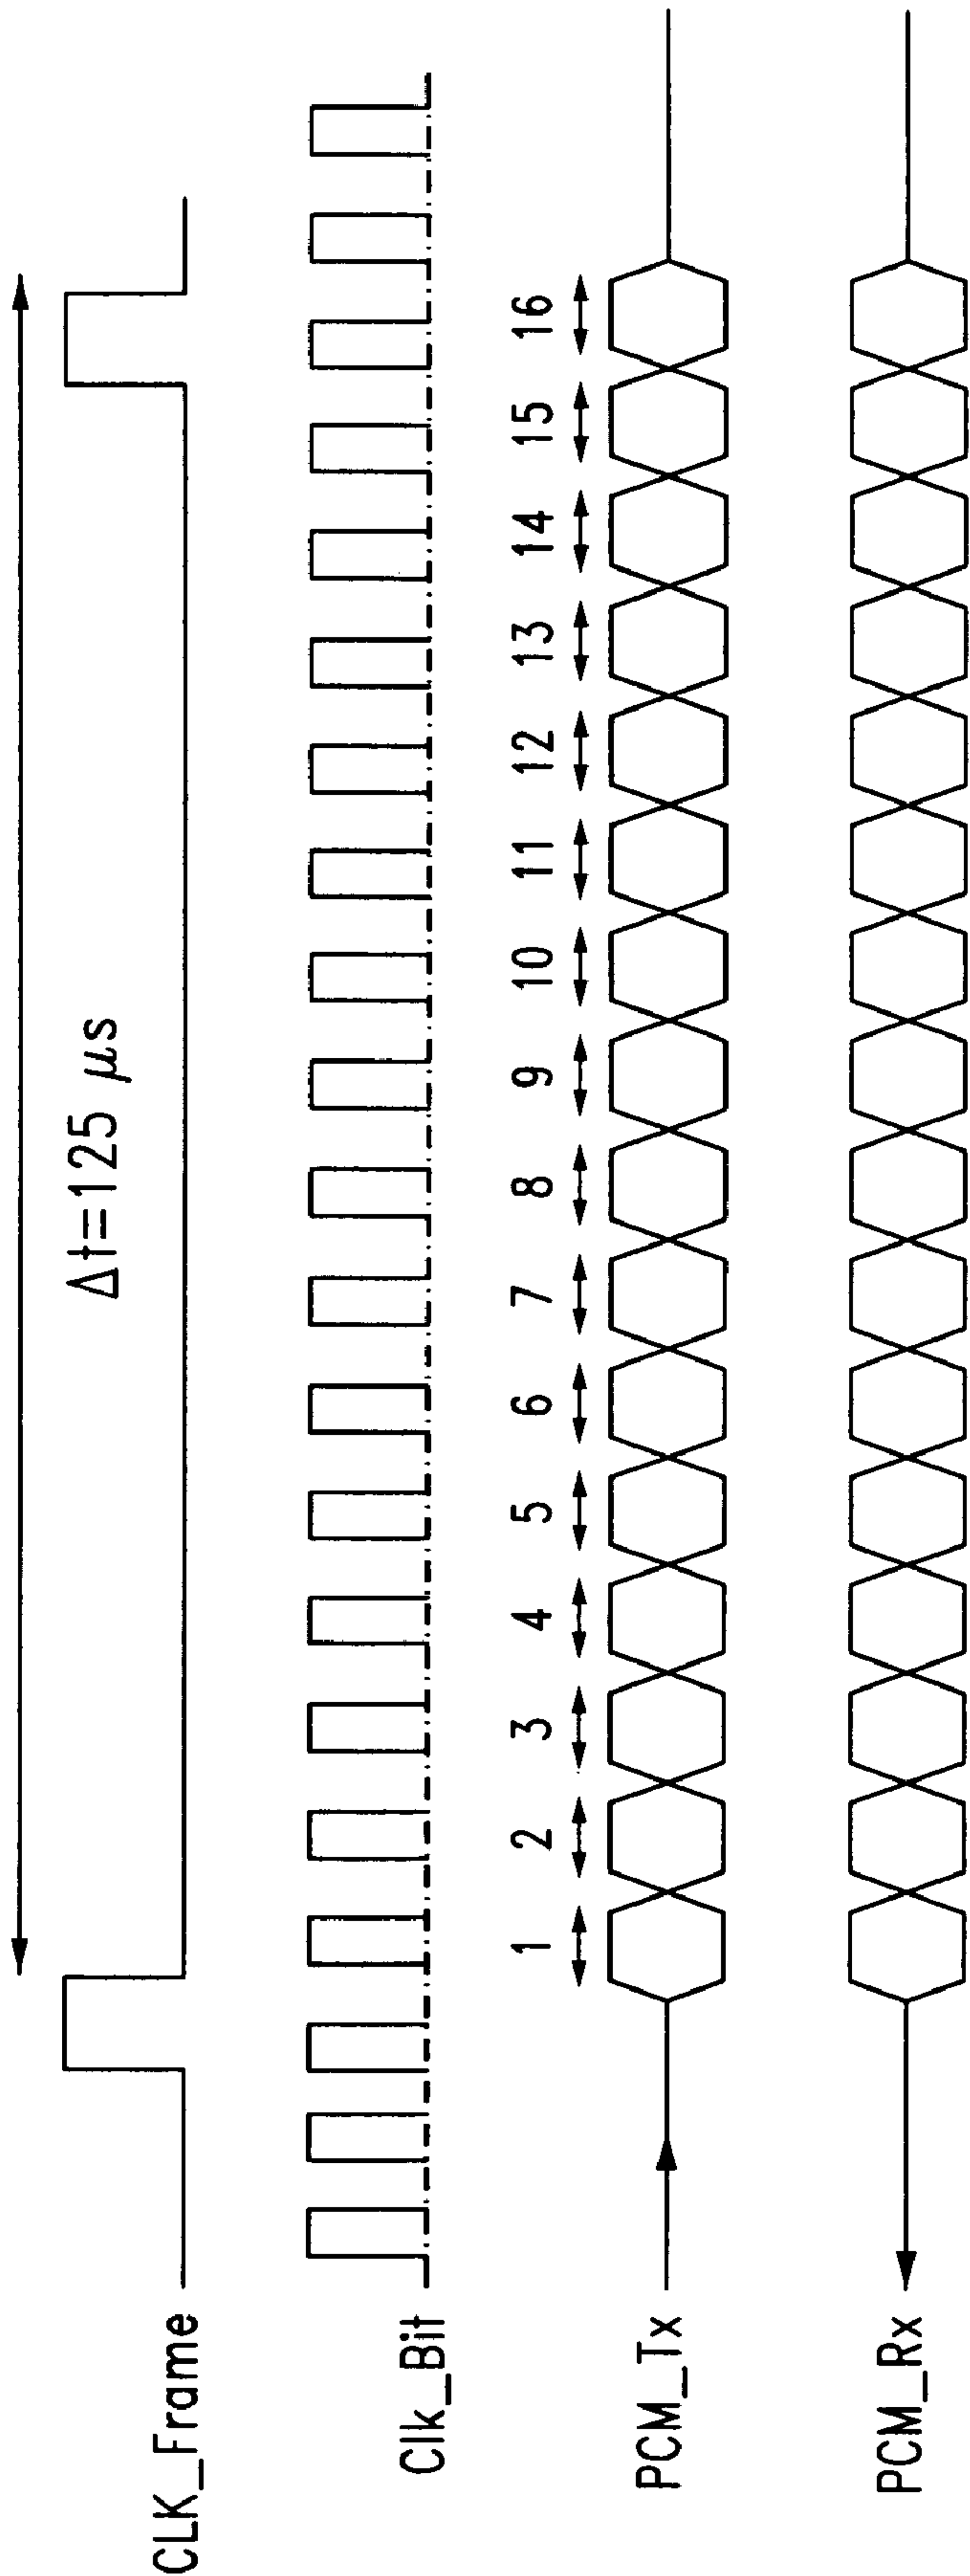 Δt=125 μs
CLK_Frame
Clk_Bit
1 2 3 4 5 6 7 8 9 10 11 12 13 14 15 16
PCM_Tx
PCM_Rx